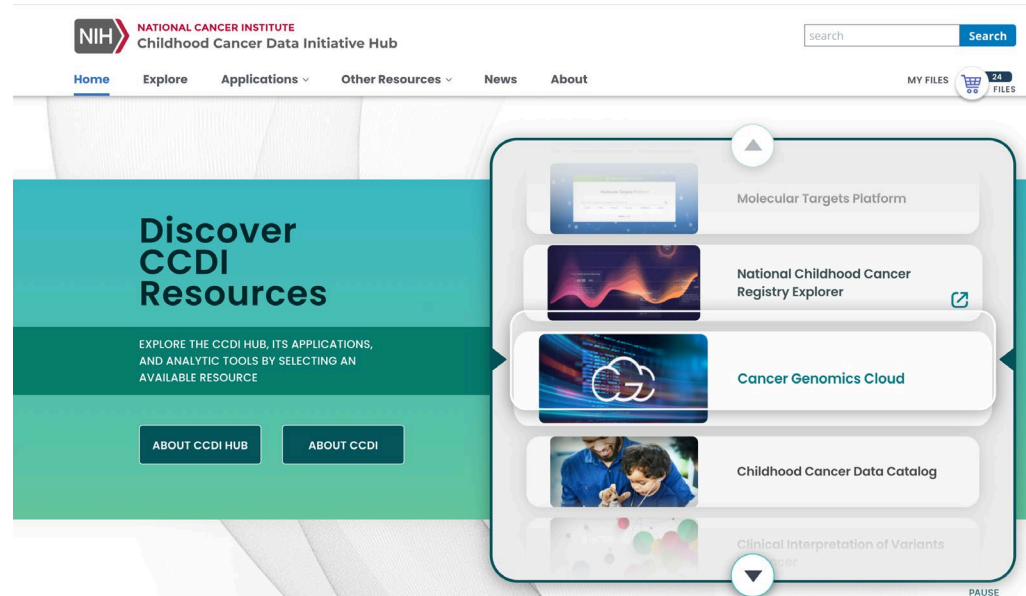 NIH
NATIONAL CANCER INSTITUTE
Childhood Cancer Data Initiative Hub
search
Search
Home
Explore
Applications
Other Resources
News
About
MY FILES
24
FILES
Discover
CCDI
Resources
EXPLORE THE CCDI HUB, ITS APPLICATIONS,
AND ANALYTIC TOOLS BY SELECTING AN
AVAILABLE RESOURCE
ABOUT CCDI HUB
ABOUT CCDI
Molecular Targets Platform
Molecular Targets Platform
National Childhood Cancer
Registry Explorer
Cancer Genomics Cloud
Childhood Cancer Data Catalog
Clinical Interpretation of Variants
PAUSE